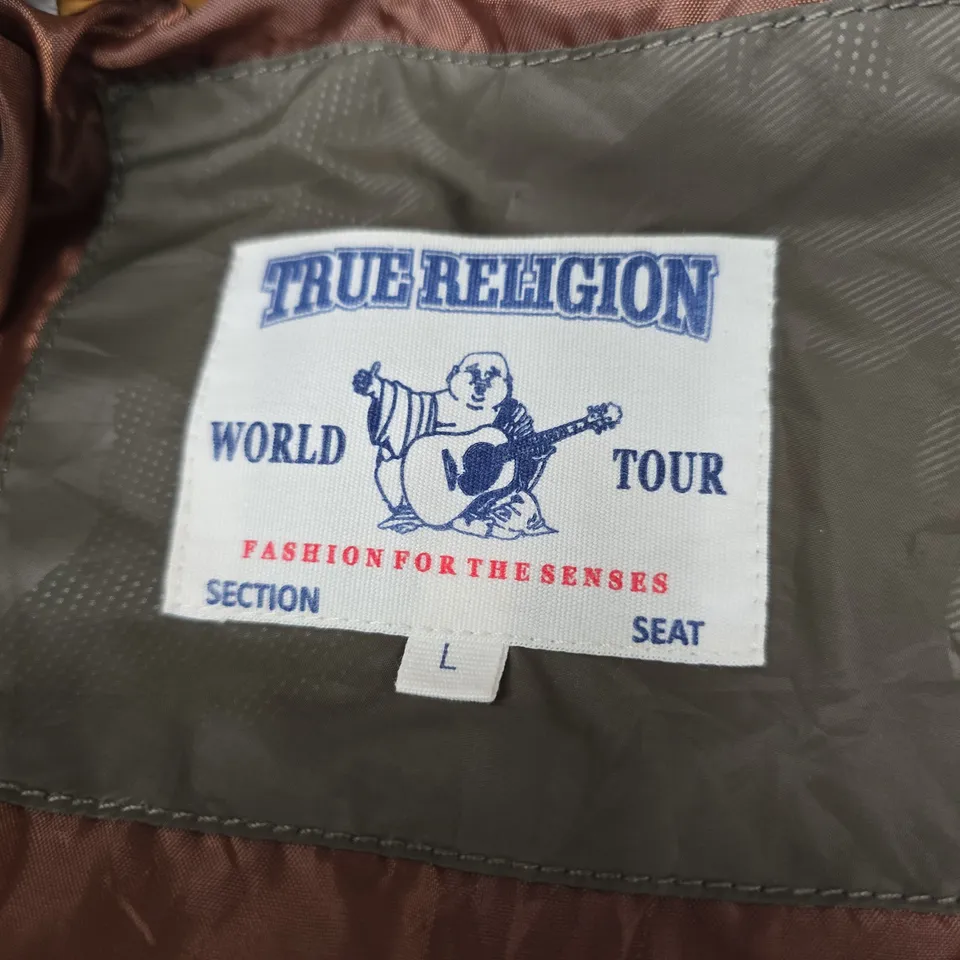 TRUE RELIGION
WORLD TOUR
FASHION FOR THE SENSES
SECTION
SEAT
L